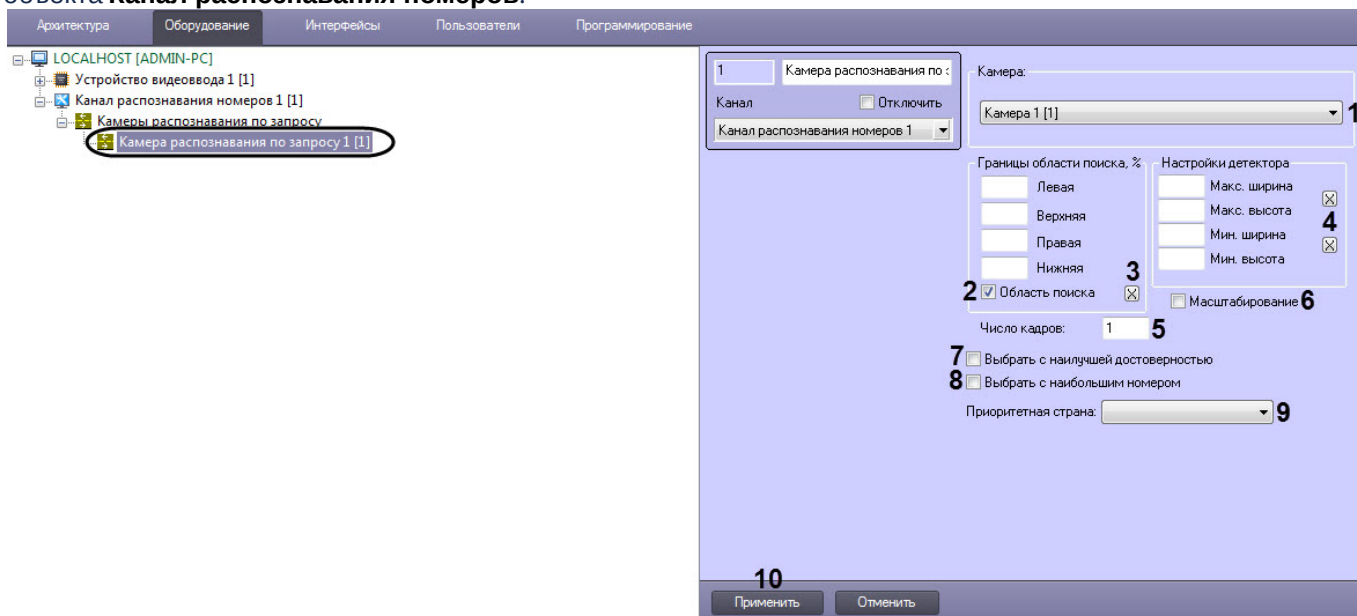 объекта Канал распознавания номеров.
Архитектура Оборудование Интерфейсы Пользователи Программирование
LOCALHOST [ADMIN-PC]
Устройство видеоввода 1 [1]
Канал распознавания номеров 1 [1]
Камеры распознавания по запросу
Камера распознавания по запросу 1 [1]
1 Камера распознавания по
Канал Отключить
Канал распознавания номеров 1
Камера:
Камера 1 [1] 1
Границы области поиска, %
Левая
Верхняя
Правая
Нижняя
3
2 Область поиска
Настройки детектора
Макс. ширина
Макс. высота
4
Мин. ширина
Мин. высота
Масштабирование 6
Число кадров: 1 5
7 Выбрать с наилучшей достоверностью
8 Выбрать с наибольшим номером
Приоритетная страна: 9
10
Применить Отменить